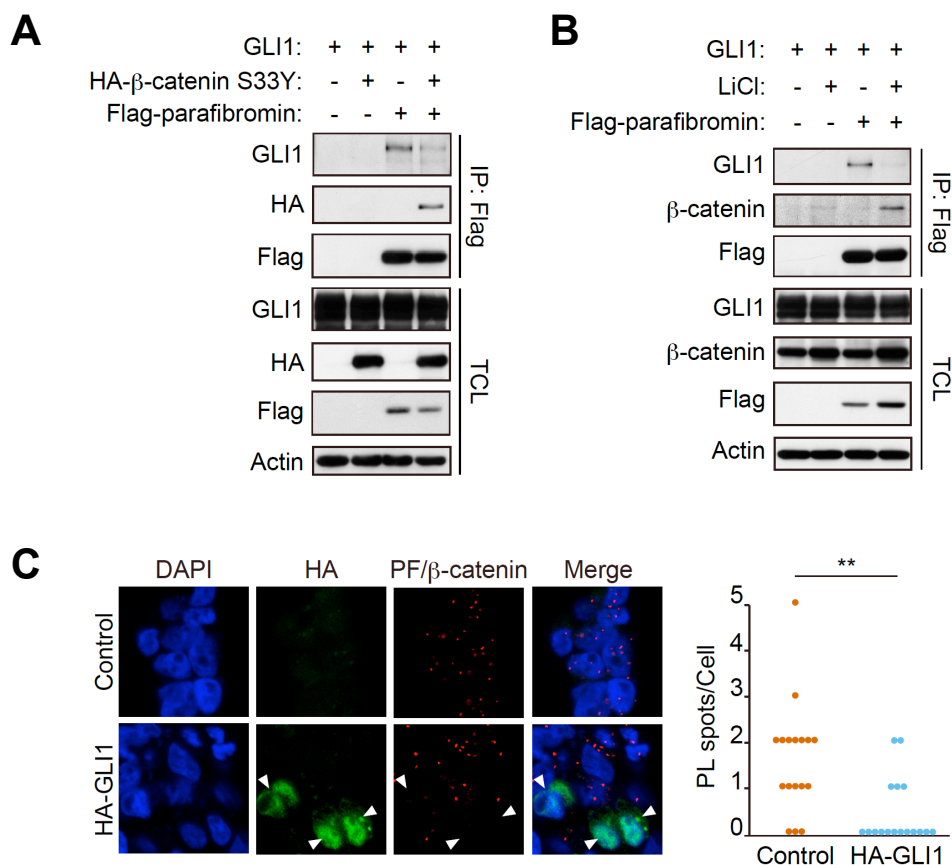 A
GLI1: + + + +
HA-β-catenin S33Y: - + - +
Flag-parafibromin: - - + +
GLI1
HA
Flag
IP: Flag
GLI1
HA
Flag
Actin
TCL
B
GLI1: + + + +
LiCl: - + - +
Flag-parafibromin: - - + +
GLI1
β-catenin
Flag
IP: Flag
GLI1
β-catenin
Flag
Actin
TCL
C
DAPI HA PF/β-catenin Merge
Control
HA-GLI1
**
PL spots/Cell
5
4
3
2
1
0
Control HA-GLI1